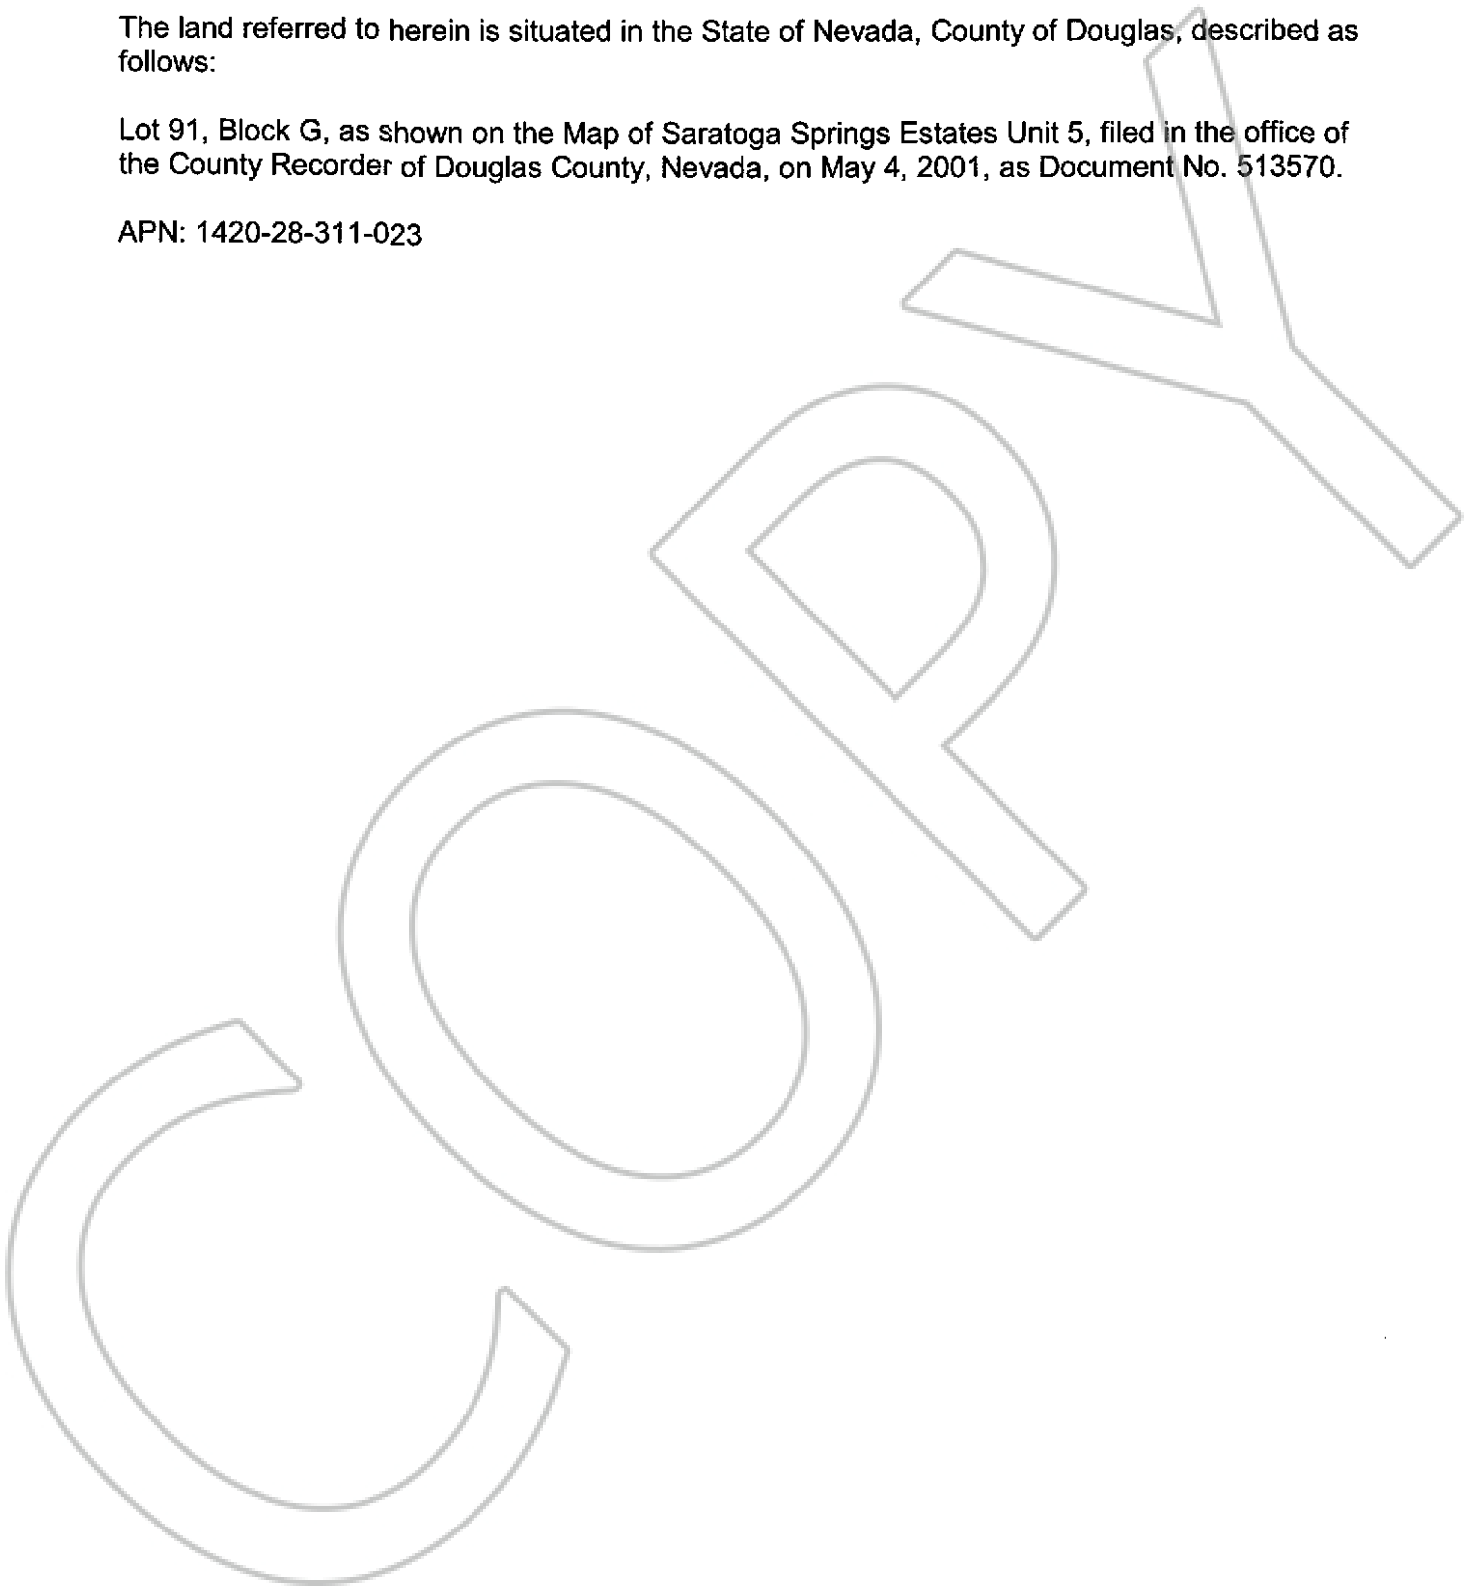 The land referred to herein is situated in the State of Nevada, County of Douglas, described as
follows:
Lot 91, Block G, as shown on the Map of Saratoga Springs Estates Unit 5, filed in the office of
the County Recorder of Douglas County, Nevada, on May 4, 2001, as Document No. 513570.
APN: 1420-28-311-023
COPY